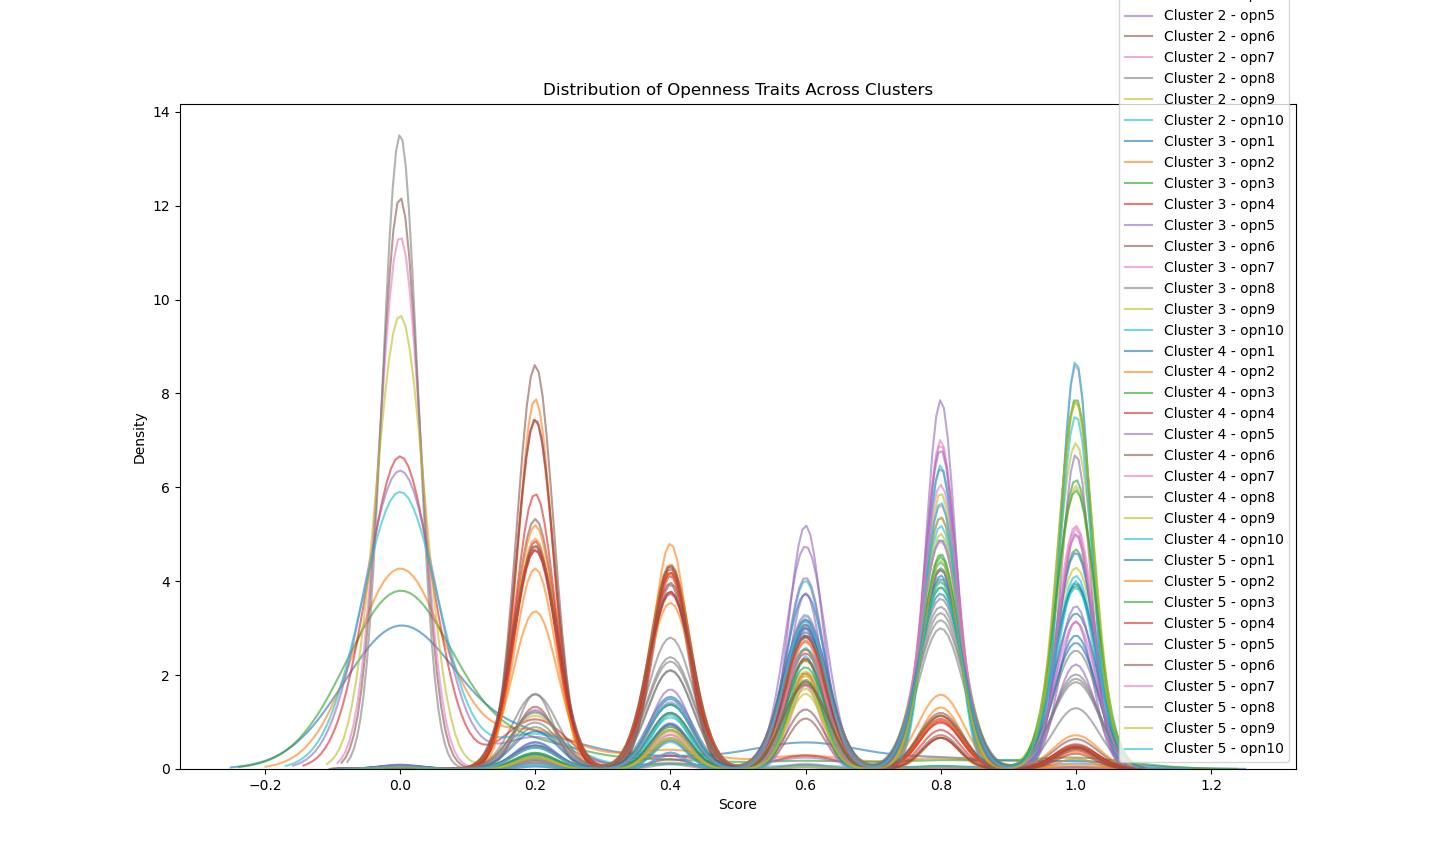 Cluster 2 - opn5
Cluster 2 - opn6
Cluster 2 - opn7
Cluster 2 - opn8
Distribution of Openness Traits Across Clusters
Cluster 2 - opn9
Cluster 2 - opn10
Cluster 3 - opn1
Cluster 3 - opn2
Cluster 3 - opn3
Cluster 3 - opn4
Cluster 3 - opn5
Cluster 3 - opn6
Cluster 3 - opn7
Cluster 3 - opn8
Cluster 3 - opn9
Cluster 3 - opn10
Cluster 4 - opn1
Cluster 4 - opn2
Cluster 4 - opn3
Cluster 4 - opn4
Cluster 4 - opn5
Cluster 4 - opn6
Cluster 4 - opn7
Cluster 4 - opn8
Cluster 4 - opn9
Cluster 4 - opn10
Cluster 5 - opn1
Cluster 5 - opn2
Cluster 5 - opn3
Cluster 5 - opn4
Cluster 5 - opn5
Cluster 5 - opn6
Cluster 5 - opn7
Cluster 5 - opn8
Cluster 5 - opn9
Cluster 5 - opn10
14
12
10
8
6
4
2
0
Density
−0.2
0.0
0.2
0.4
0.6
0.8
1.0
1.2
Score